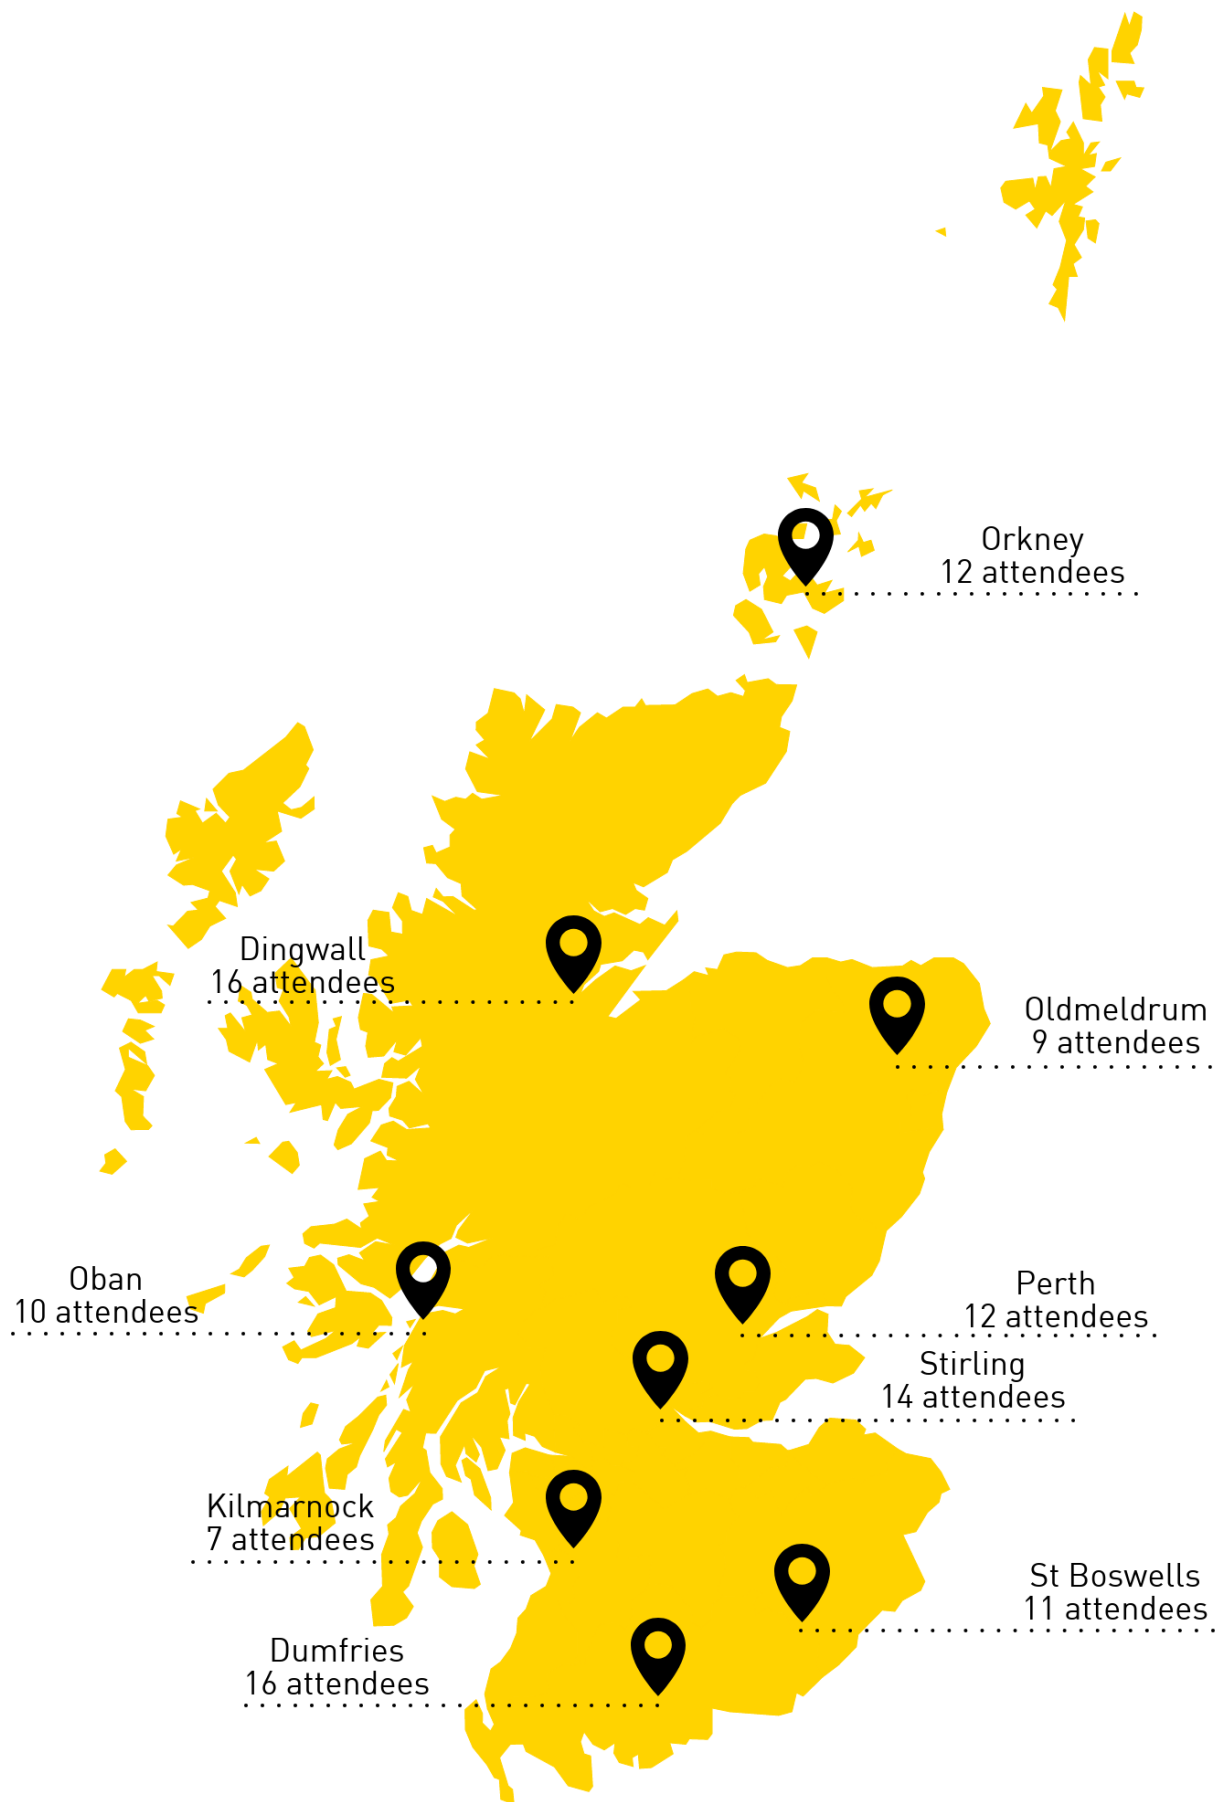 Orkney
12 attendees
Dingwall
16 attendees
Oldmeldrum
9 attendees
Oban
10 attendees
Perth
12 attendees
Stirling
14 attendees
Kilmarnock
7 attendees
St Boswells
11 attendees
Dumfries
16 attendees